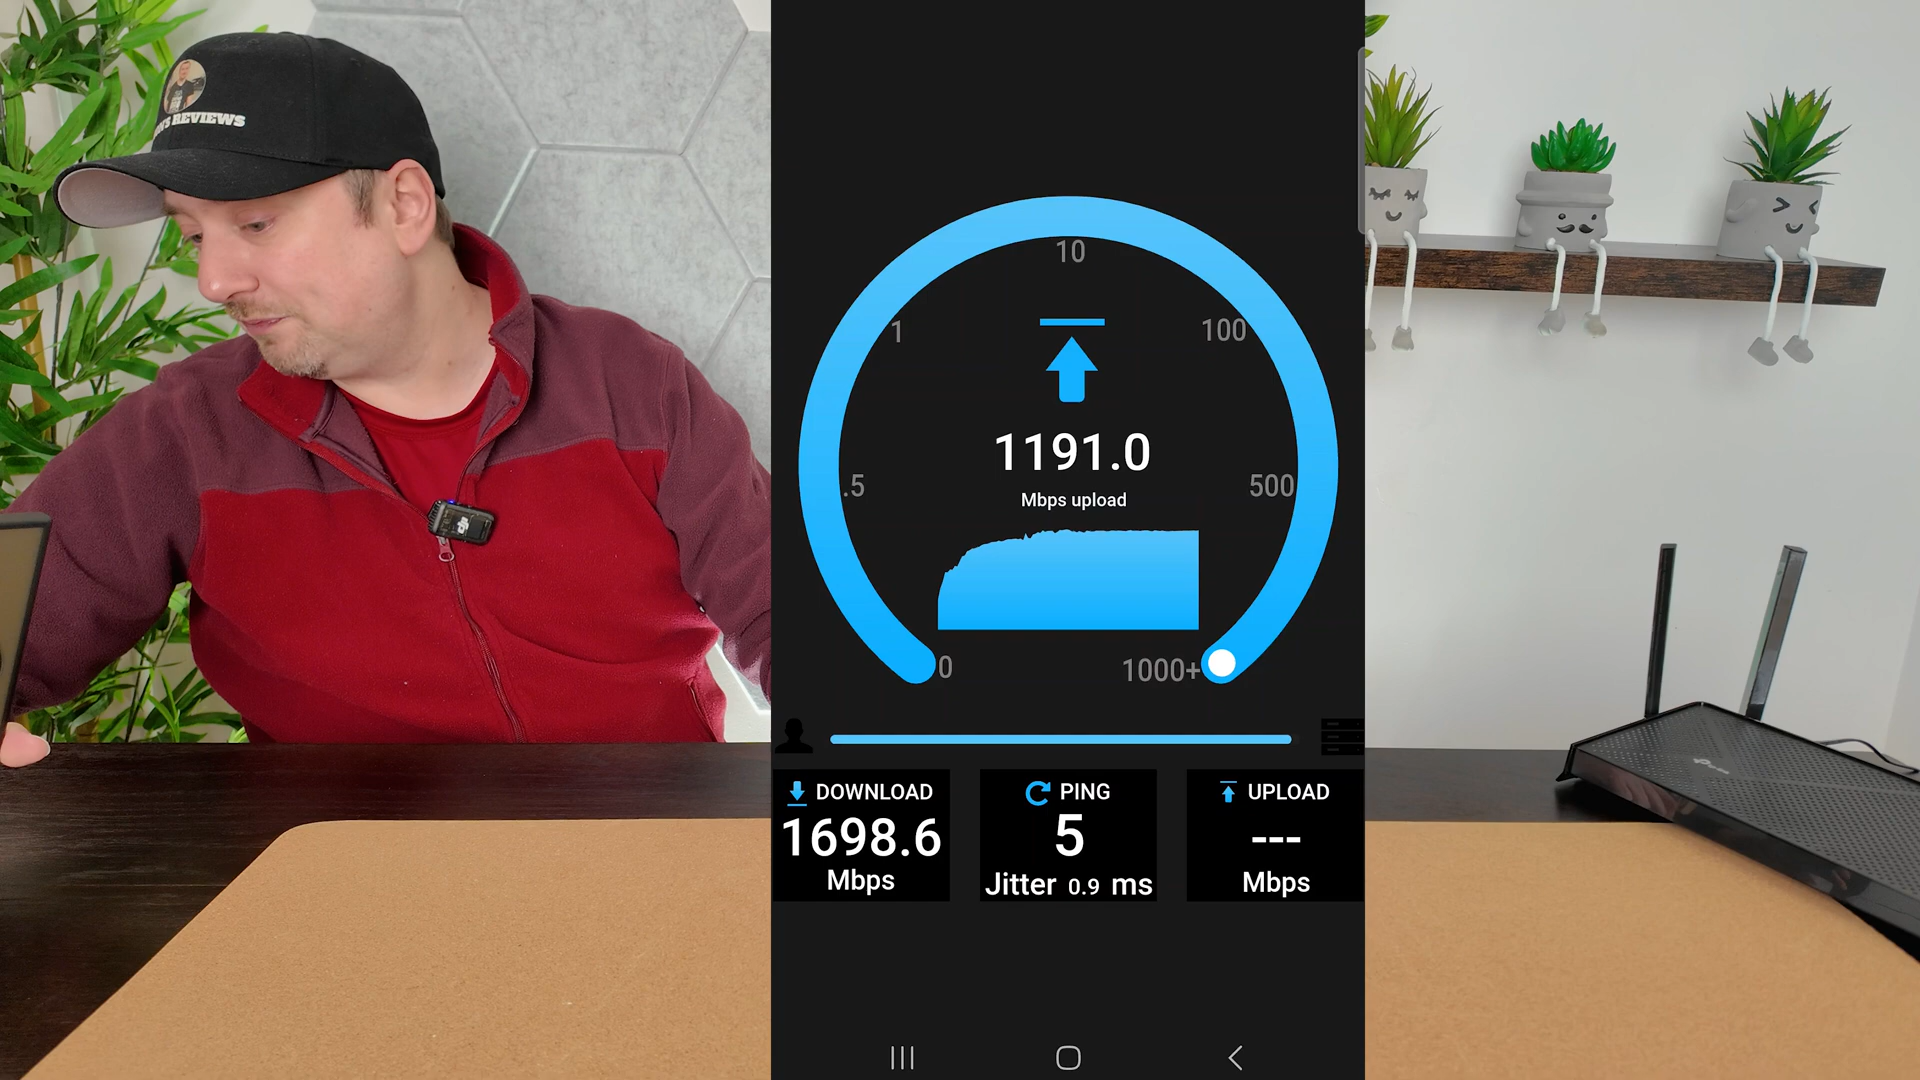 REVIEWS
10
1
100
.5
500
1191.0
Mbps upload
0
1000+
DOWNLOAD
1698.6
Mbps
PING
5
Jitter 0.9 ms
UPLOAD
---
Mbps